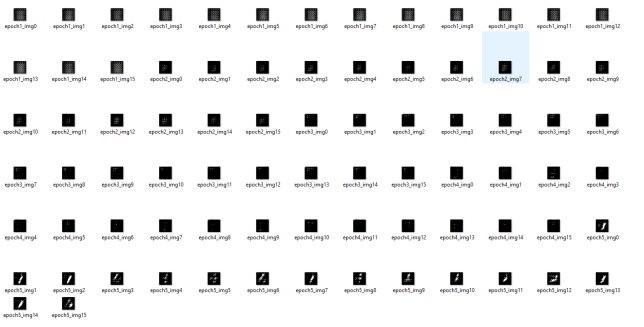 epoch1_img0 epoch1_img1 epoch1_img2 epoch1_img3 epoch1_img4 epoch1_img5 epoch1_img6 epoch1_img7 epoch1_img8 epoch1_img9 epoch1_img10 epoch1_img11 epoch1_img12
epoch1_img13 epoch1_img14 epoch1_img15 epoch2_img0 epoch2_img1 epoch2_img2 epoch2_img3 epoch2_img4 epoch2_img5 epoch2_img6 epoch2_img7 epoch2_img8 epoch2_img9
epoch2_img10 epoch2_img11 epoch2_img12 epoch2_img13 epoch2_img14 epoch2_img15 epoch3_img0 epoch3_img1 epoch3_img2 epoch3_img3 epoch3_img4 epoch3_img5 epoch3_img6
epoch3_img7 epoch3_img8 epoch3_img9 epoch3_img10 epoch3_img11 epoch3_img12 epoch3_img13 epoch3_img14 epoch3_img15 epoch4_img0 epoch4_img1 epoch4_img2 epoch4_img3
epoch4_img4 epoch4_img5 epoch4_img6 epoch4_img7 epoch4_img8 epoch4_img9 epoch4_img10 epoch4_img11 epoch4_img12 epoch4_img13 epoch4_img14 epoch4_img15 epoch5_img0
epoch5_img1 epoch5_img2 epoch5_img3 epoch5_img4 epoch5_img5 epoch5_img6 epoch5_img7 epoch5_img8 epoch5_img9 epoch5_img10 epoch5_img11 epoch5_img12 epoch5_img13
epoch5_img14 epoch5_img15